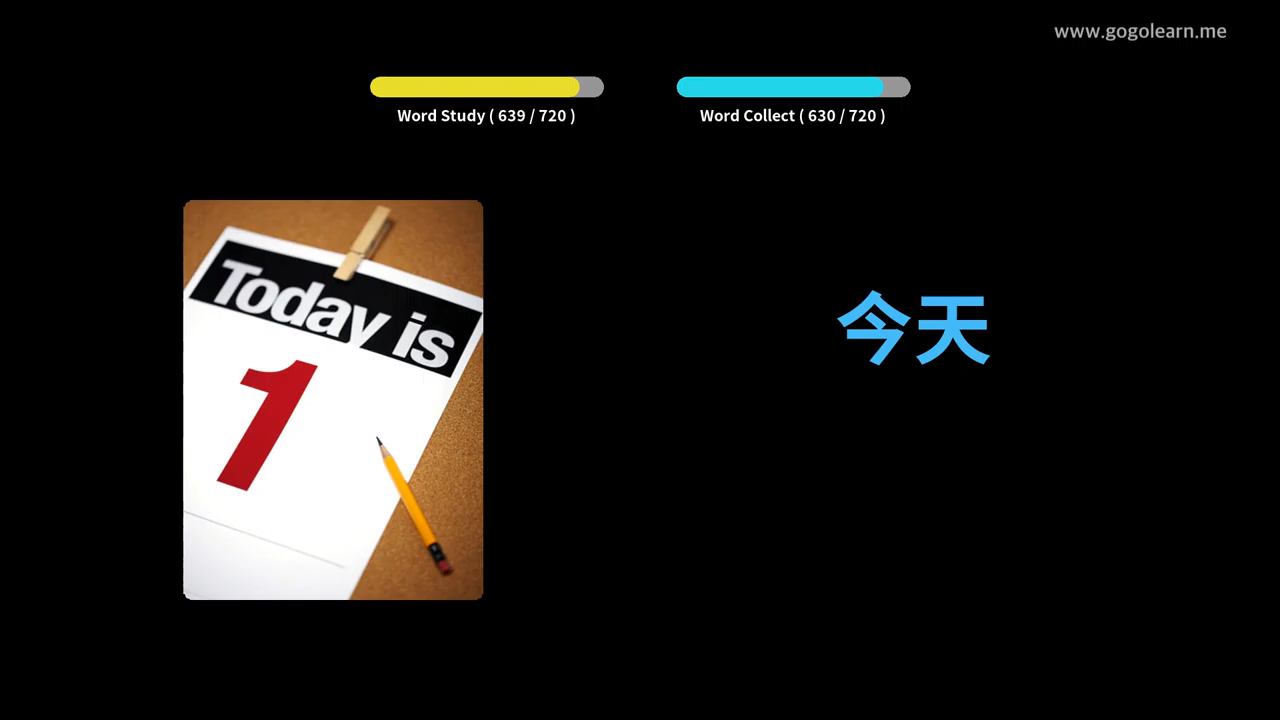 www.gogolearn.me
Word Study ( 639 / 720 )
Word Collect ( 630 / 720 )
Today is
1
今天